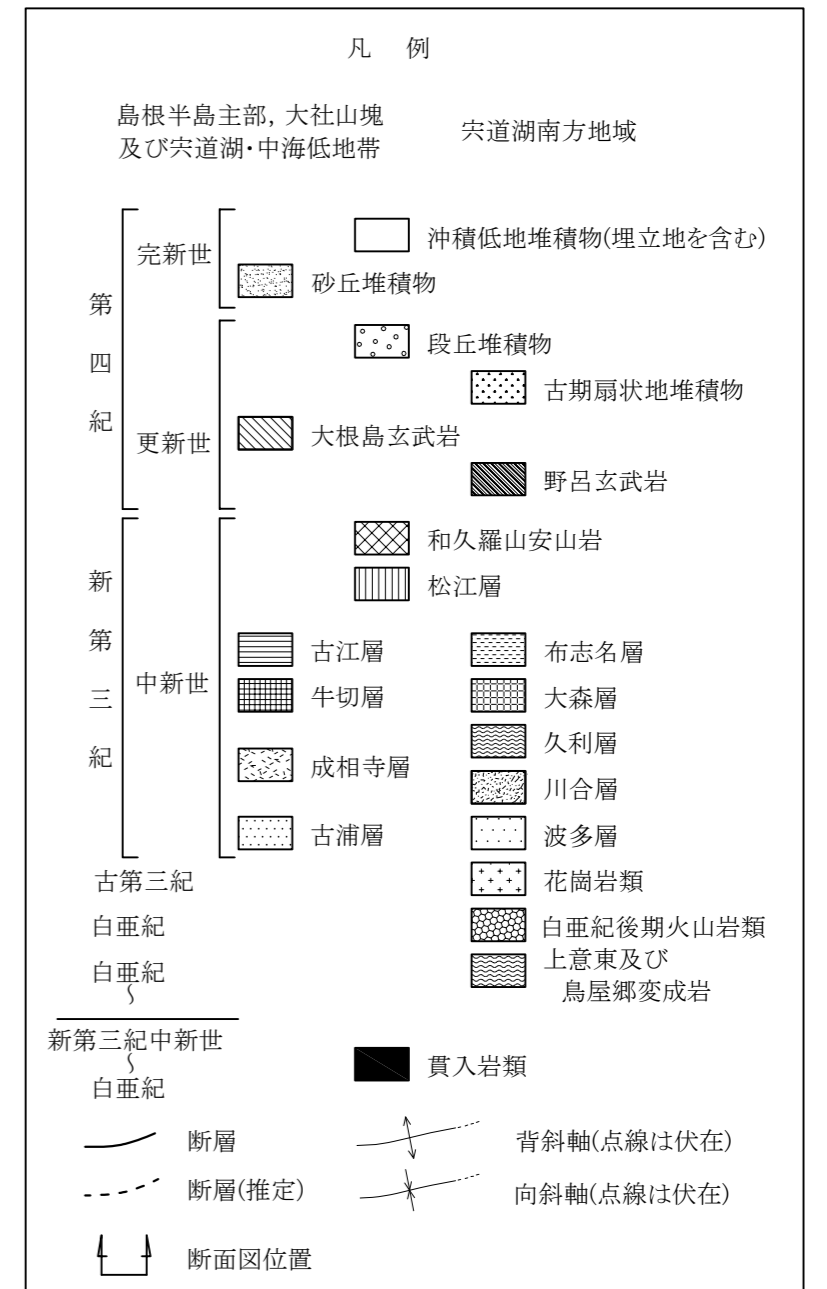 凡 例
島根半島主部, 大社山塊
及び宍道湖・中海低地帯
宍道湖南方地域
第四紀
完新世
沖積低地堆積物(埋立地を含む)
砂丘堆積物
更新世
段丘堆積物
古期扇状地堆積物
大根島玄武岩
野呂玄武岩
新第三紀
中新世
和久羅山安山岩
松江層
古江層
布志名層
牛切層
大森層
久利層
成相寺層
川合層
古浦層
波多層
古第三紀
花崗岩類
白亜紀
白亜紀後期火山岩類
白亜紀
〜
上意東及び
鳥屋郷変成岩
新第三紀中新世
〜
白亜紀
貫入岩類
断層
背斜軸(点線は伏在)
断層(推定)
向斜軸(点線は伏在)
断面図位置